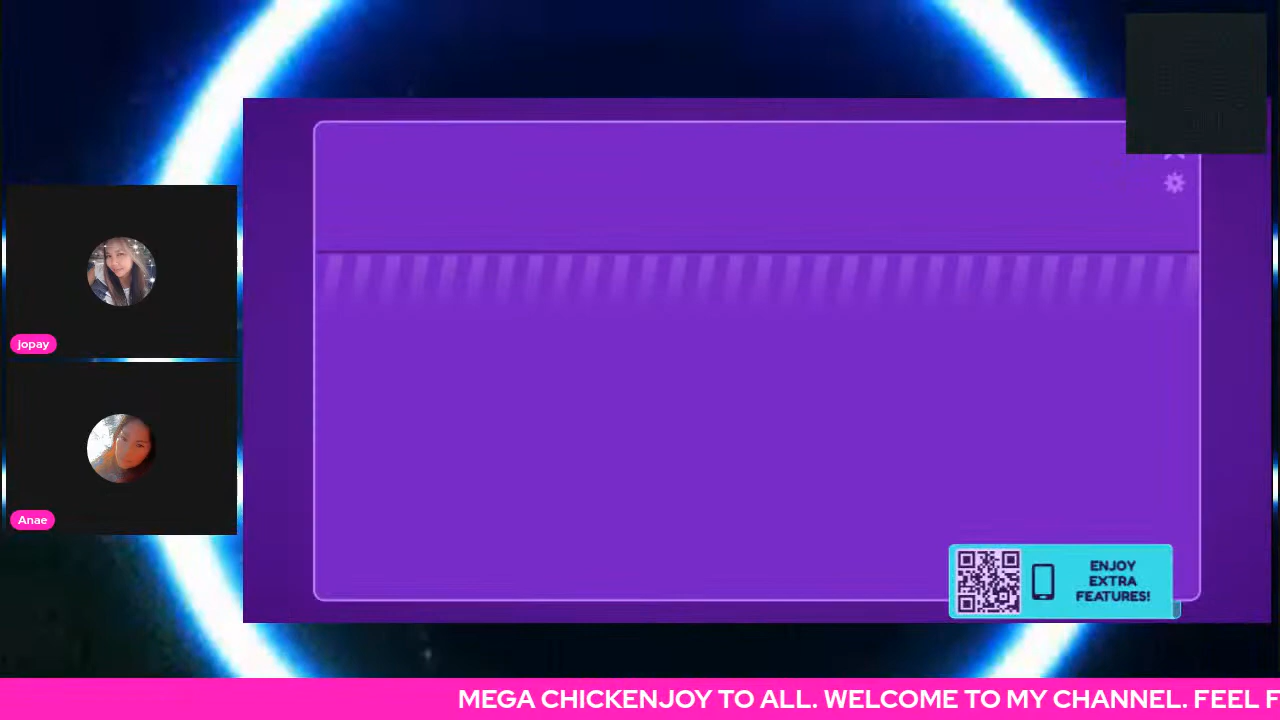 jopay
Anae
ENJOY
EXTRA
FEATURES!
MEGA CHICKENJOY TO ALL. WELCOME TO MY CHANNEL. FEEL F